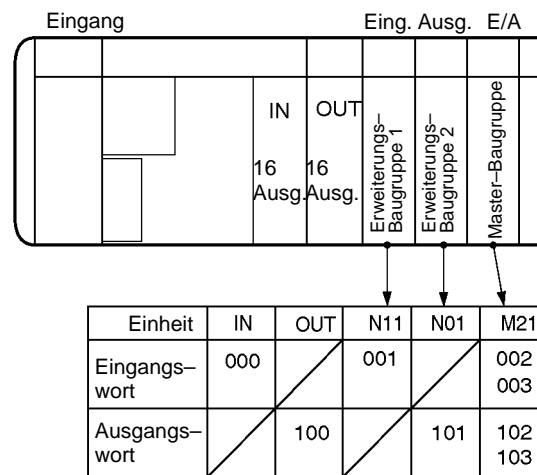 Eingang Eing. Ausg. E/A
IN OUT
16 16
Ausg. Ausg.
Erweiterungs–
Baugruppe 1
Erweiterungs–
Baugruppe 2
Master–Baugruppe
Einheit IN OUT N11 N01 M21
Eingangs–
wort
000 001 002
003
Ausgangs–
wort
100 101 102
103